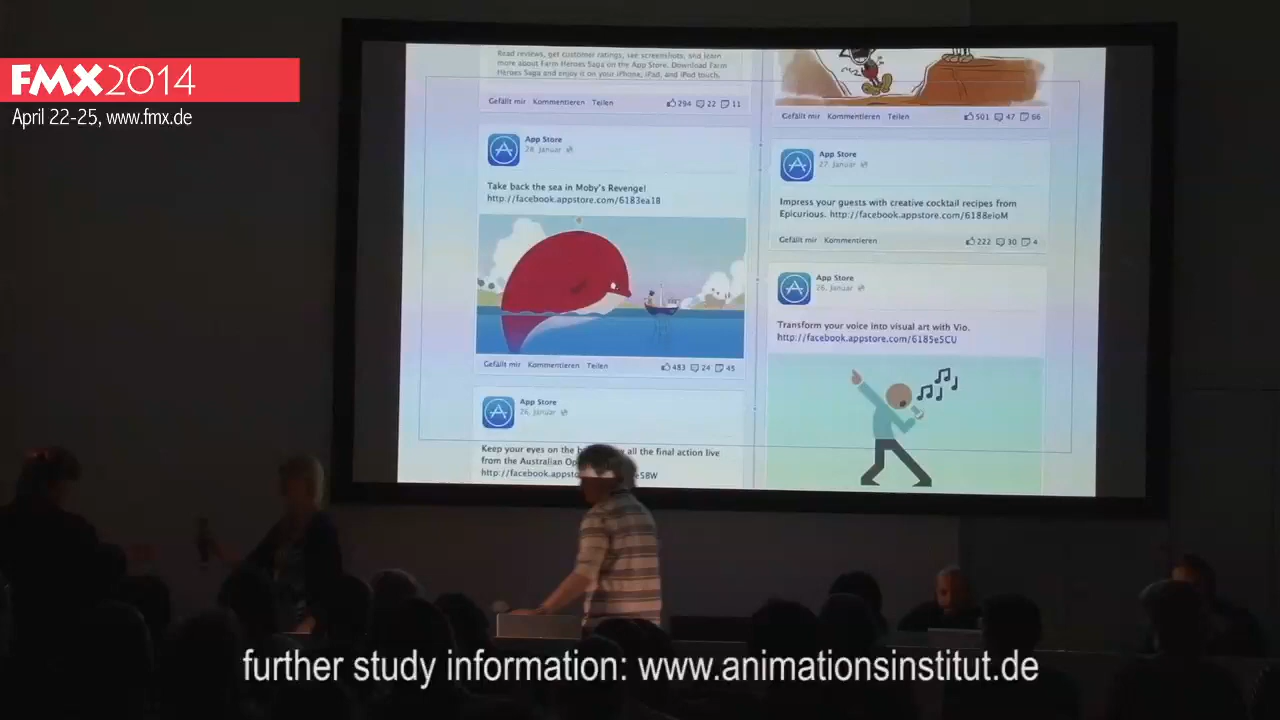 FMX2014
April 22-25, www.fmx.de
Read reviews, get customer ratings, see screenshots, and learn
more about Farm Heroes Saga on the App Store. Download Farm
Heroes Saga and enjoy it on your iPhone, iPad, and iPod touch.
Gefällt mir Kommentieren Teilen 294 22 11
App Store
28. Januar
Take back the sea in Moby's Revenge!
http://facebook.appstore.com/6183ea18
Gefällt mir Kommentieren Teilen 483 24 45
App Store
26. Januar
Keep your eyes on the all the final action live
from the Australian
http://facebook.
Gefällt mir Kommentieren Teilen 501 47 66
App Store
27. Januar
Impress your guests with creative cocktail recipes from
Epicurious. http://facebook.appstore.com/6188eioM
Gefällt mir Kommentieren 222 30 4
App Store
26. Januar
Transform your voice into visual art with Vio.
http://facebook.appstore.com/6185e5CU
further study information: www.animationsinstitut.de